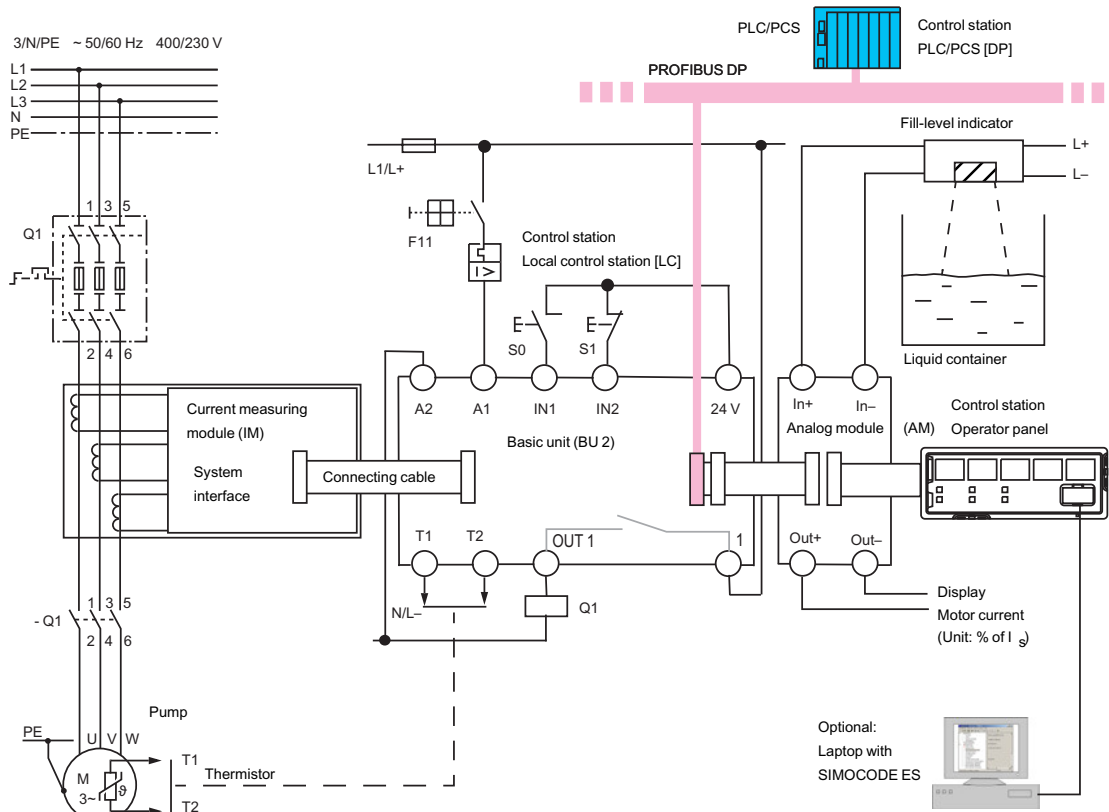 3/N/PE ~ 50/60 Hz 400/230 V
L1
L2
L3
N
PE
PLC/PCS
Control station
PLC/PCS [DP]
PROFIBUS DP
Fill-level indicator
L+
L–
L1/L+
F11
I >
Control station
Local control station [LC]
Q1
1 3 5
2 4 6
S0
S1
Liquid container
A2
A1
IN1
IN2
24 V
In+
In–
Basic unit (BU 2)
Analog module
(AM)
Control station
Operator panel
Current measuring
module (IM)
System
interface
Connecting cable
T1
T2
OUT 1
1
Out+
Out–
N/L–
Q1
Display
Motor current
(Unit: % of I s)
1 3 5
- Q1
2 4 6
Pump
PE
U V W
T1
M
3~
ϑ
Thermistor
T2
Optional:
Laptop with
SIMOCODE ES